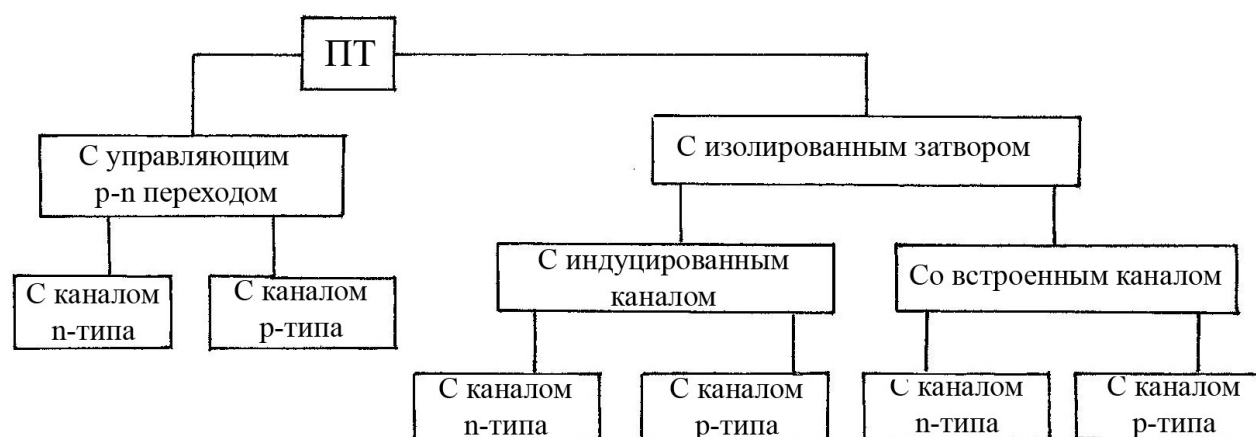 ПТ
С управляющим
p-n переходом
С изолированным затвором
С каналом
n-типа
С каналом
p-типа
С индуцированным
каналом
Со встроенным каналом
С каналом
n-типа
С каналом
p-типа
С каналом
n-типа
С каналом
p-типа